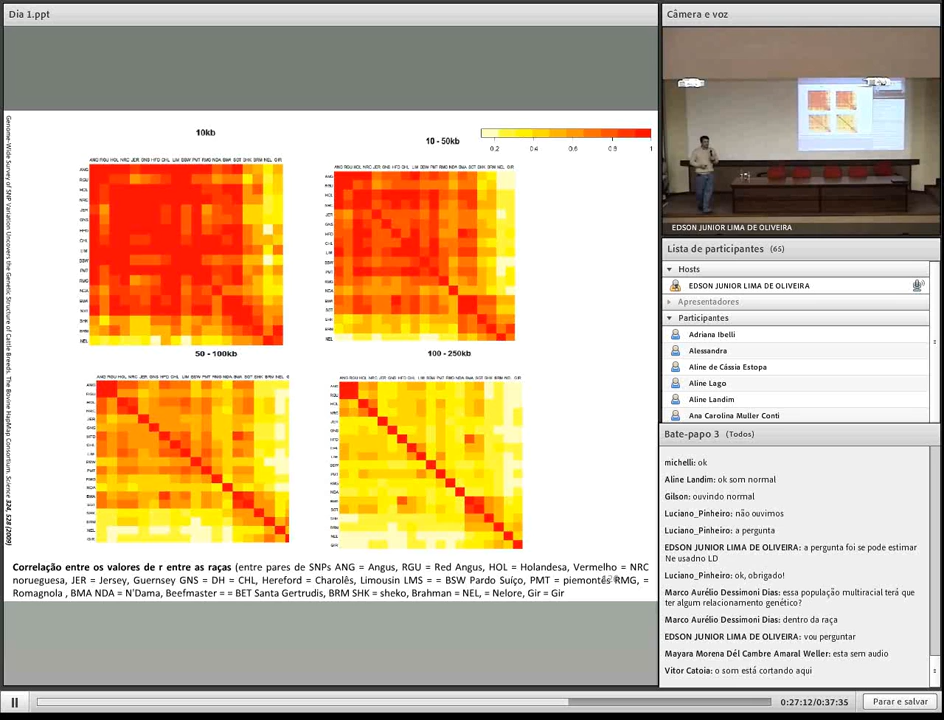 Dia 1.ppt
Genome-Wide Survey of SNP Variation Uncovers the Genetic Structure of Cattle Breeds. The Bovine HapMap Consortium. Science 324, 528 (2009)
10kb
10 - 50kb
0.2 0.4 0.6 0.8 1
50 - 100kb
100 - 250kb
Correlação entre os valores de r entre as raças (entre pares de SNPs ANG = Angus, RGU = Red Angus, HOL = Holandesa, Vermelho = NRC
norueguesa, JER = Jersey, Guernsey GNS = DH = CHL, Hereford = Charolês, Limousin LMS = = BSW Pardo Suíço, PMT = piemontês RMG, =
Romagnola , BMA NDA = N'Dama, Beefmaster = = BET Santa Gertrudis, BRM SHK = sheko, Brahman = NEL, = Nelore, Gir = Gir
Câmera e voz
EDSON JUNIOR LIMA DE OLIVEIRA
Lista de participantes (65)
Hosts
EDSON JUNIOR LIMA DE OLIVEIRA
Apresentadores
Participantes
Adriana Ibelli
Alessandra
Aline de Cássia Estopa
Aline Lago
Aline Landim
Ana Carolina Muller Conti
Bate-papo 3 (Todos)
michelli: ok
Aline Landim: ok som normal
Gilson: ouvindo normal
Luciano_Pinheiro: não ouvimos
Luciano_Pinheiro: a pergunta
EDSON JUNIOR LIMA DE OLIVEIRA: a pergunta foi se pode estimar
Ne usadno LD
Luciano_Pinheiro: ok, obrigado!
Marco Aurélio Dessimoni Dias: essa população multiracial terá que
ter algum relacionamento genético?
Marco Aurélio Dessimoni Dias: dentro da raça
EDSON JUNIOR LIMA DE OLIVEIRA: vou perguntar
Mayara Morena Dél Cambre Amaral Weller: esta sem audio
Vitor Catoia: o som está cortando aqui
0:27:12/0:37:35
Parar e salvar